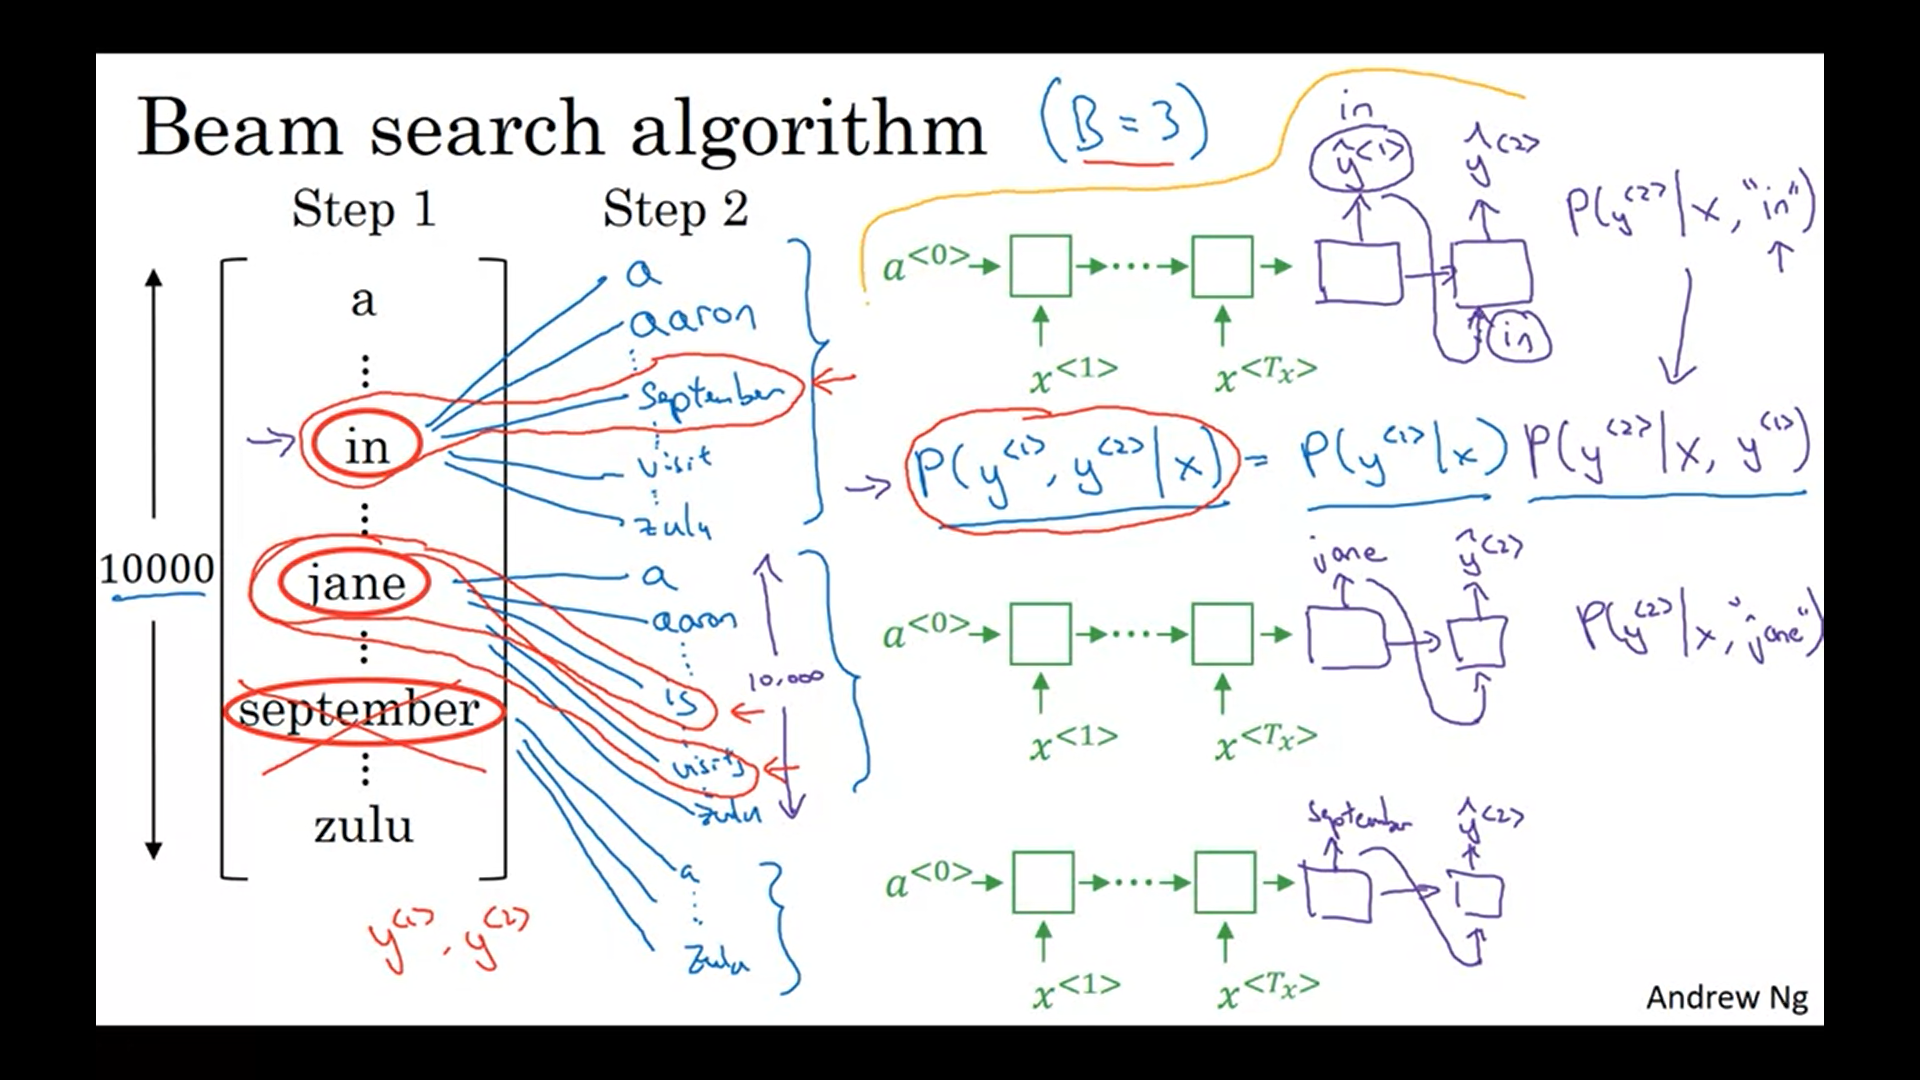 Beam search algorithm (B = 3)
Step 1
Step 2
10000
a
in
jane
september
zulu
y<1>, y<2>
a
aaron
September
visit
zulu
a
aaron
is
visits
zulu
10,000
a
zulu
a<0>
x<1>
x<Tx>
in
ŷ<1>
ŷ<2>
in
P(y<2>|x, "in")
P(y<1>, y<2>|x) = P(y<1>|x) P(y<2>|x, y<1>)
a<0>
x<1>
x<Tx>
jane
ŷ<2>
P(y<2>|x, "jane")
a<0>
x<1>
x<Tx>
September
ŷ<2>
Andrew Ng